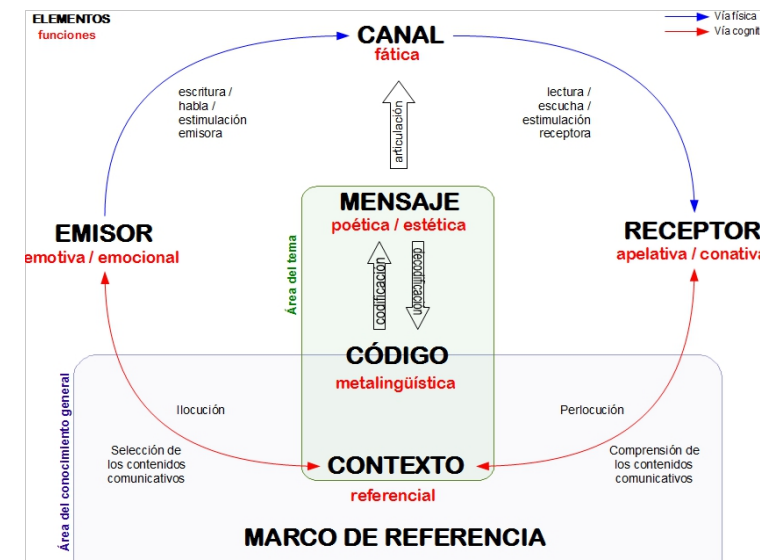 ELEMENTOS
funciones
Vía física
Vía cognit
CANAL
fática
escritura /
habla /
estimulación
emisora
lectura /
escucha /
estimulación
receptora
articulación
MENSAJE
poética / estética
EMISOR
emotiva / emocional
RECEPTOR
apelativa / conativa
Área del tema
codificación
decodificación
CÓDIGO
metalingüística
Área del conocimiento general
Ilocución
Perlocución
Selección de
los contenidos
comunicativos
Comprensión de
los contenidos
comunicativos
CONTEXTO
referencial
MARCO DE REFERENCIA